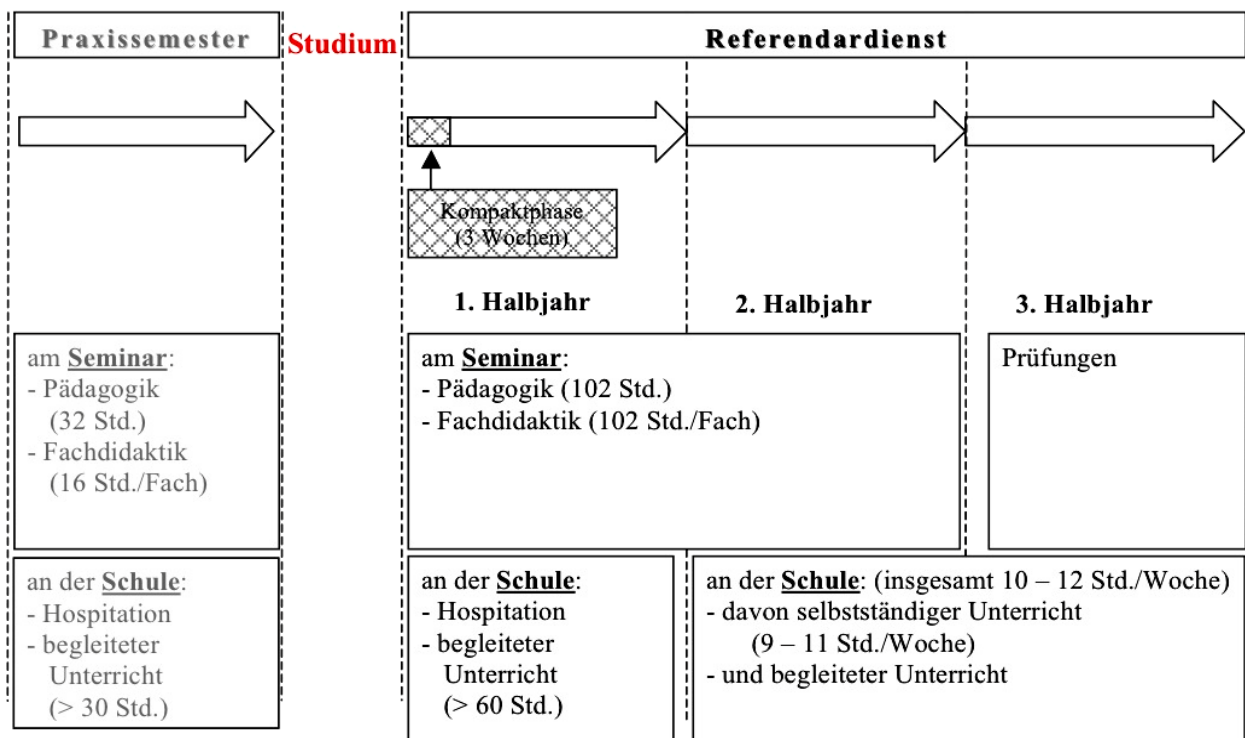 Praxissemester
Studium
Referendardienst
Kompaktphase
(3 Wochen)
1. Halbjahr
2. Halbjahr
3. Halbjahr
am Seminar:
- Pädagogik
(32 Std.)
- Fachdidaktik
(16 Std./Fach)
am Seminar:
- Pädagogik (102 Std.)
- Fachdidaktik (102 Std./Fach)
Prüfungen
an der Schule:
- Hospitation
- begleiteter
Unterricht
(> 30 Std.)
an der Schule:
- Hospitation
- begleiteter
Unterricht
(> 60 Std.)
an der Schule: (insgesamt 10 – 12 Std./Woche)
- davon selbstständiger Unterricht
(9 – 11 Std./Woche)
- und begleiteter Unterricht